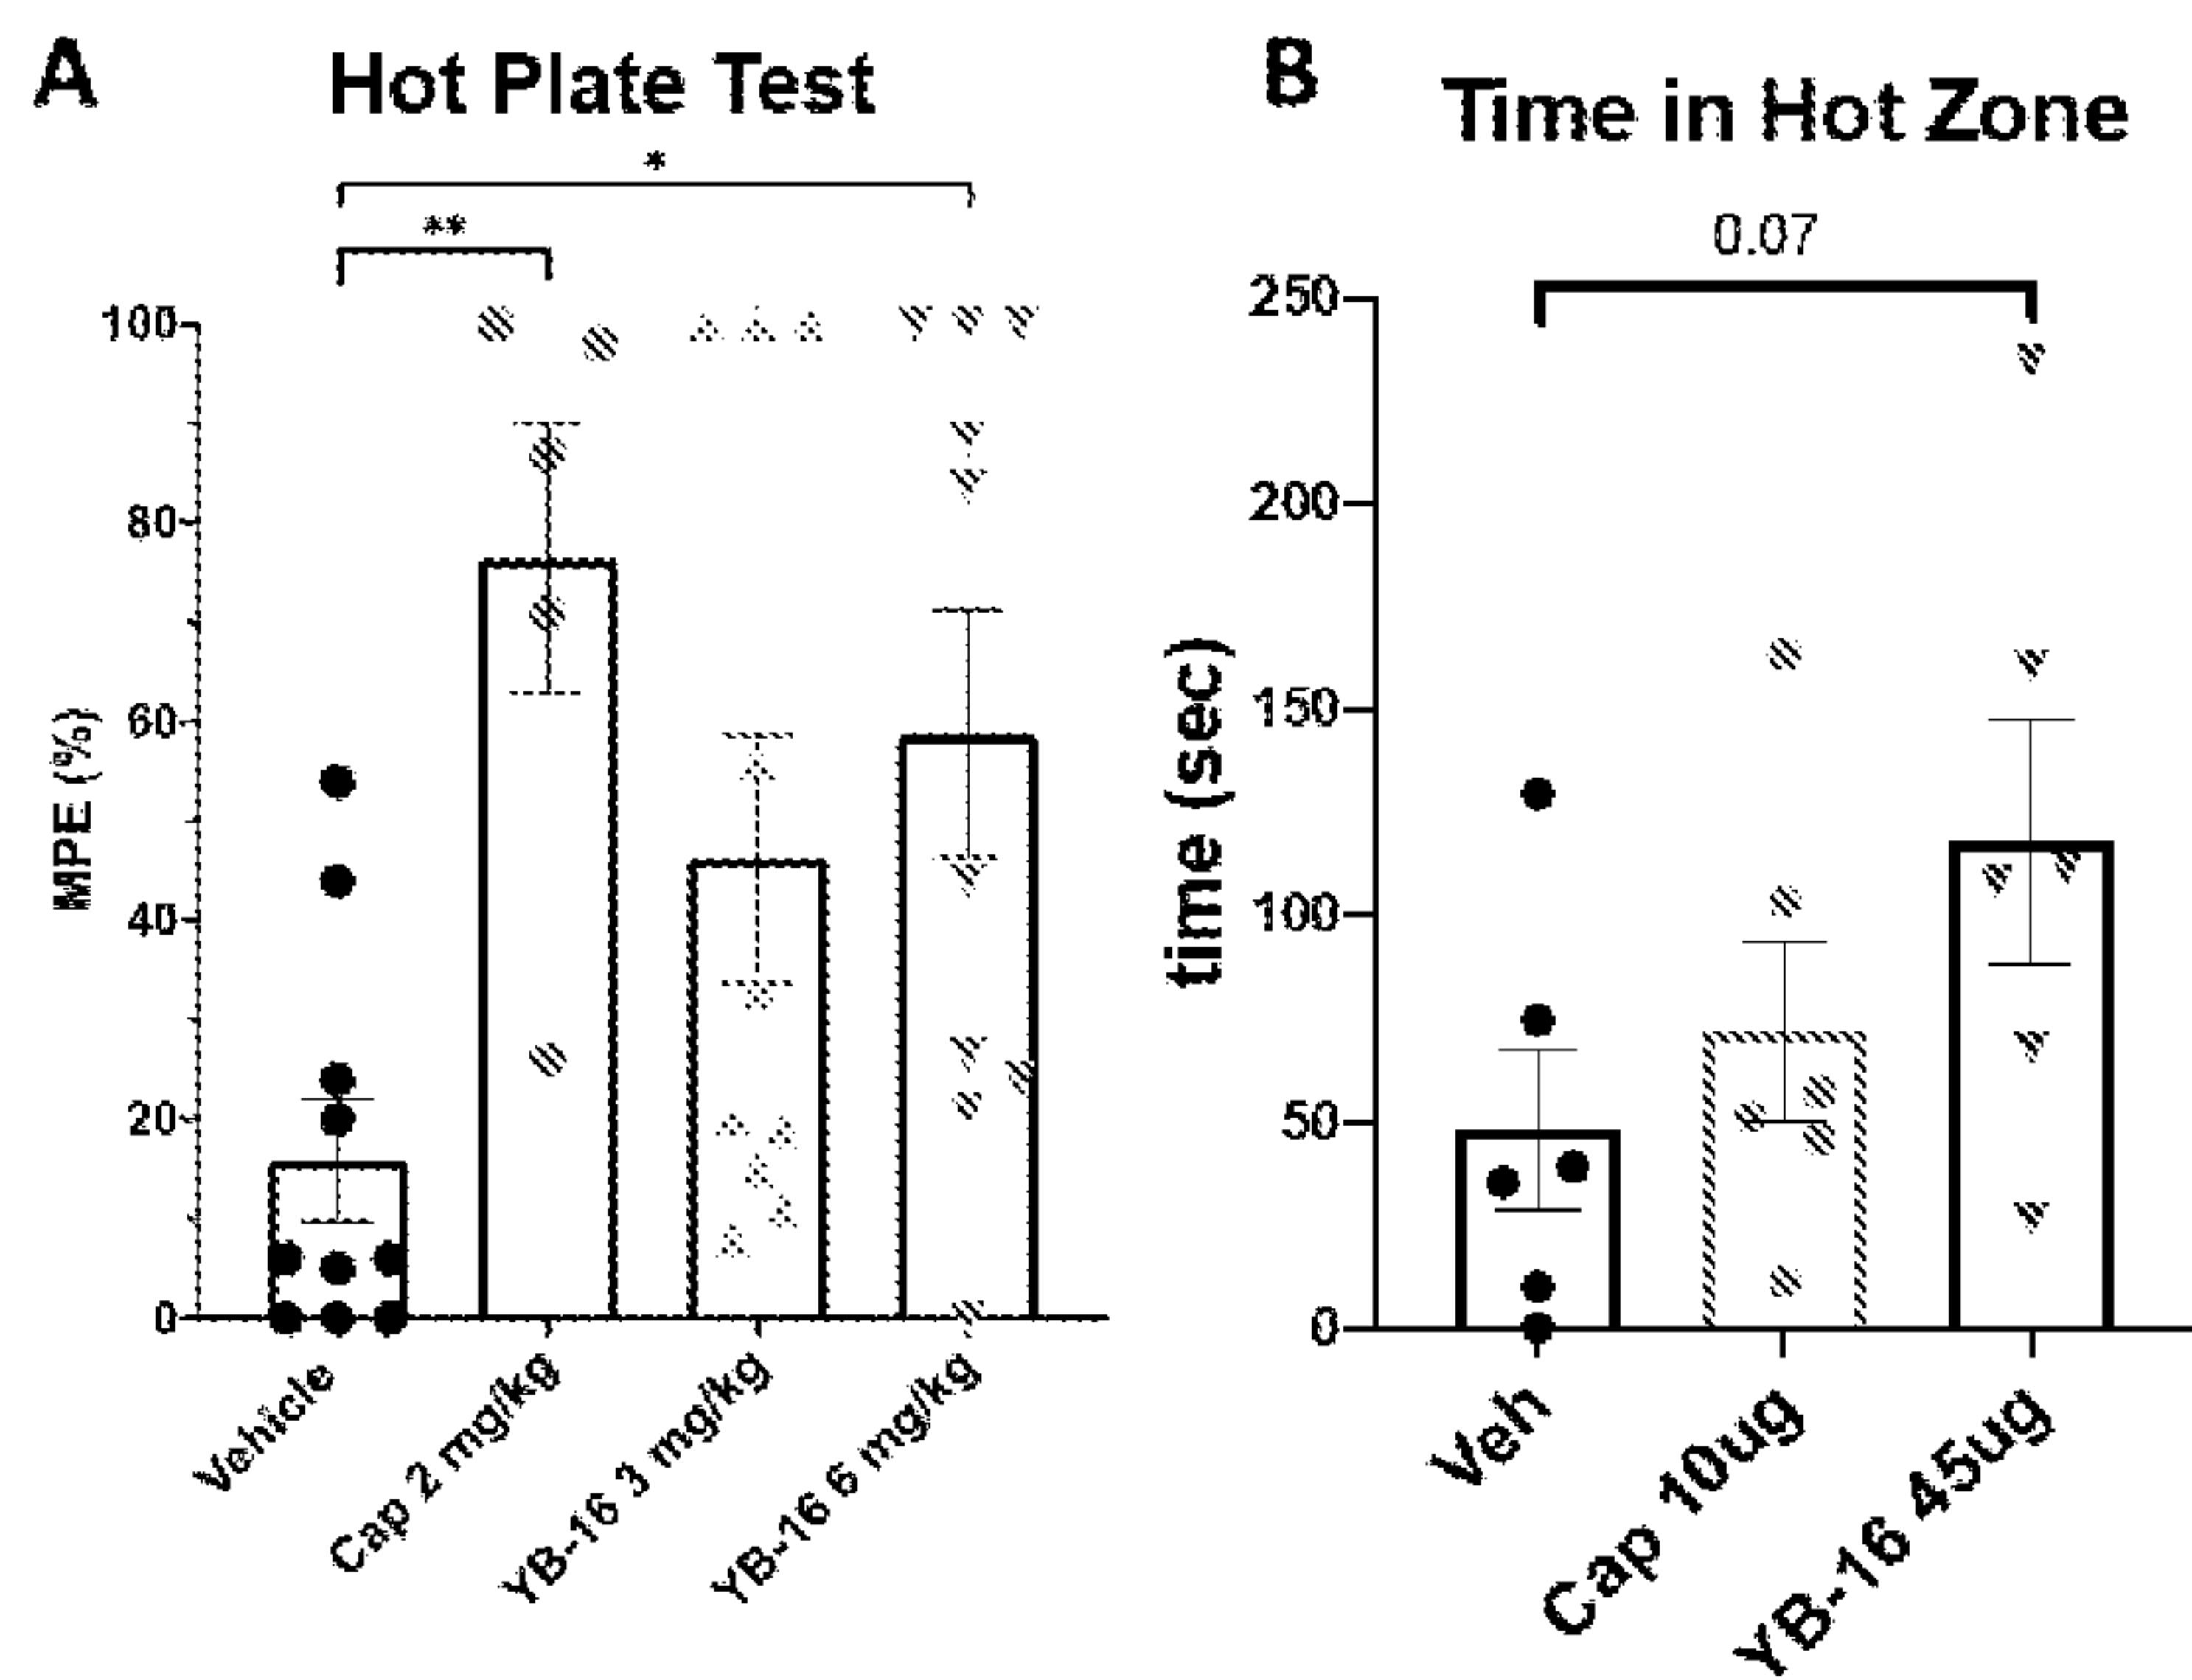 A
Hot Plate Test
*
**
100
80
60
40
20
0
MPE (%)
Vehicle
Cap 2 mg/kg
YB-16 3 mg/kg
YB-16 6 mg/kg
B
Time in Hot Zone
0.07
250
200
150
100
50
0
time (sec)
Veh
Cap 10ug
YB-16 45ug